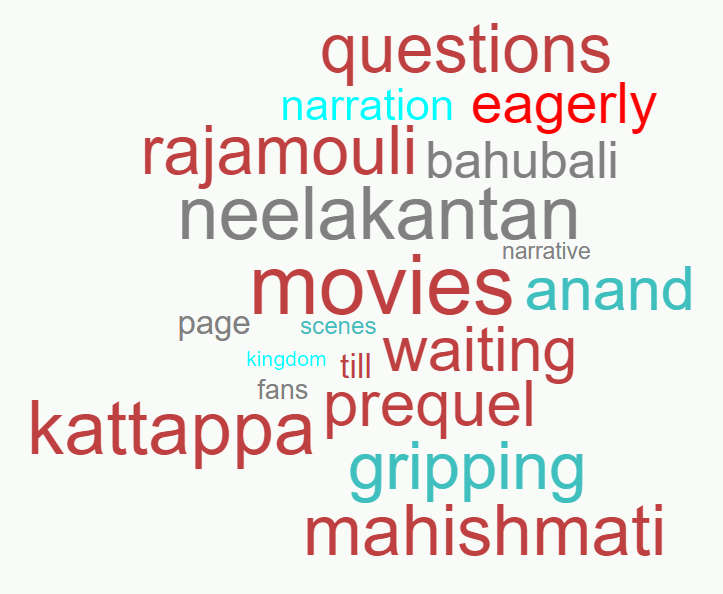 questions
narration eagerly
rajamouli bahubali
neelakantan
narrative
movies anand
page scenes waiting
kingdom till
fans prequel
kattappa
gripping
mahishmati